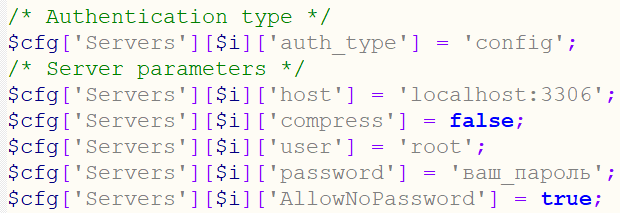 /* Authentication type */
$cfg['Servers'][$i]['auth_type'] = 'config';
/* Server parameters */
$cfg['Servers'][$i]['host'] = 'localhost:3306';
$cfg['Servers'][$i]['compress'] = false;
$cfg['Servers'][$i]['user'] = 'root';
$cfg['Servers'][$i]['password'] = 'ваш_пароль';
$cfg['Servers'][$i]['AllowNoPassword'] = true;